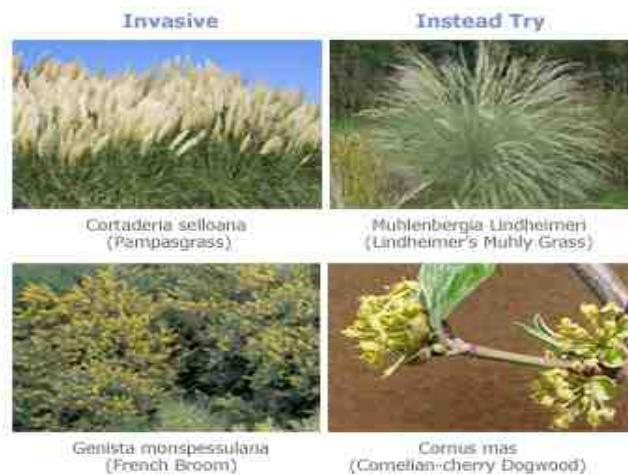 Invasive
Instead Try
Cortaderia selloana
(Pampasgrass)
Muhlenbergia Lindheimeri
(Lindheimer's Muhly Grass)
Genista monspessulana
(French Broom)
Cornus mas
(Cornelian-cherry Dogwood)